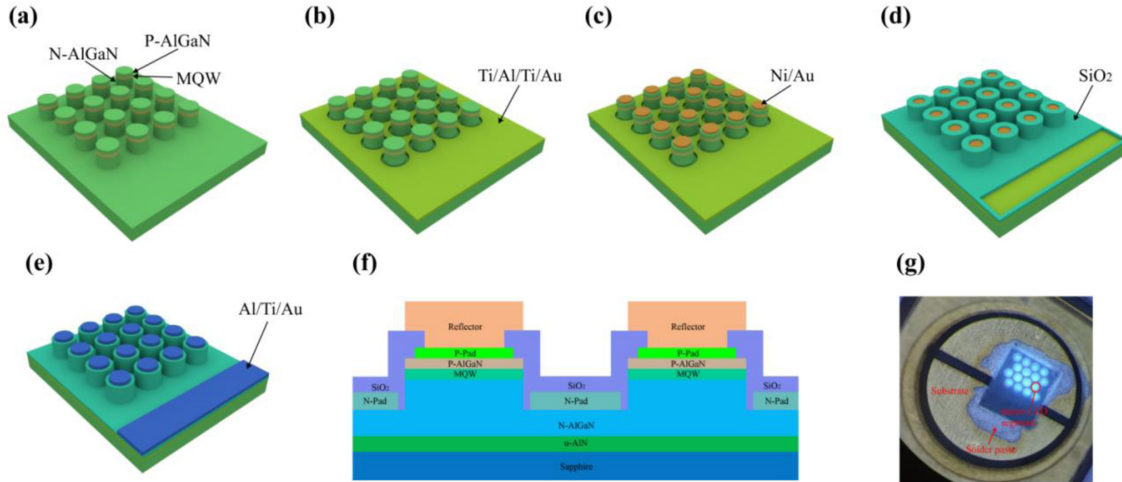 (a)
P-AlGaN
N-AlGaN
MQW
(b)
Ti/Al/Ti/Au
(c)
Ni/Au
(d)
SiO₂
(e)
Al/Ti/Au
(f)
Reflector
Reflector
P-Pad
P-Pad
P-AlGaN
P-AlGaN
MQW
MQW
SiO₂
SiO₂
SiO₂
N-Pad
N-Pad
N-Pad
N-AlGaN
u-AlN
Sapphire
(g)
Substrate
Solder paste